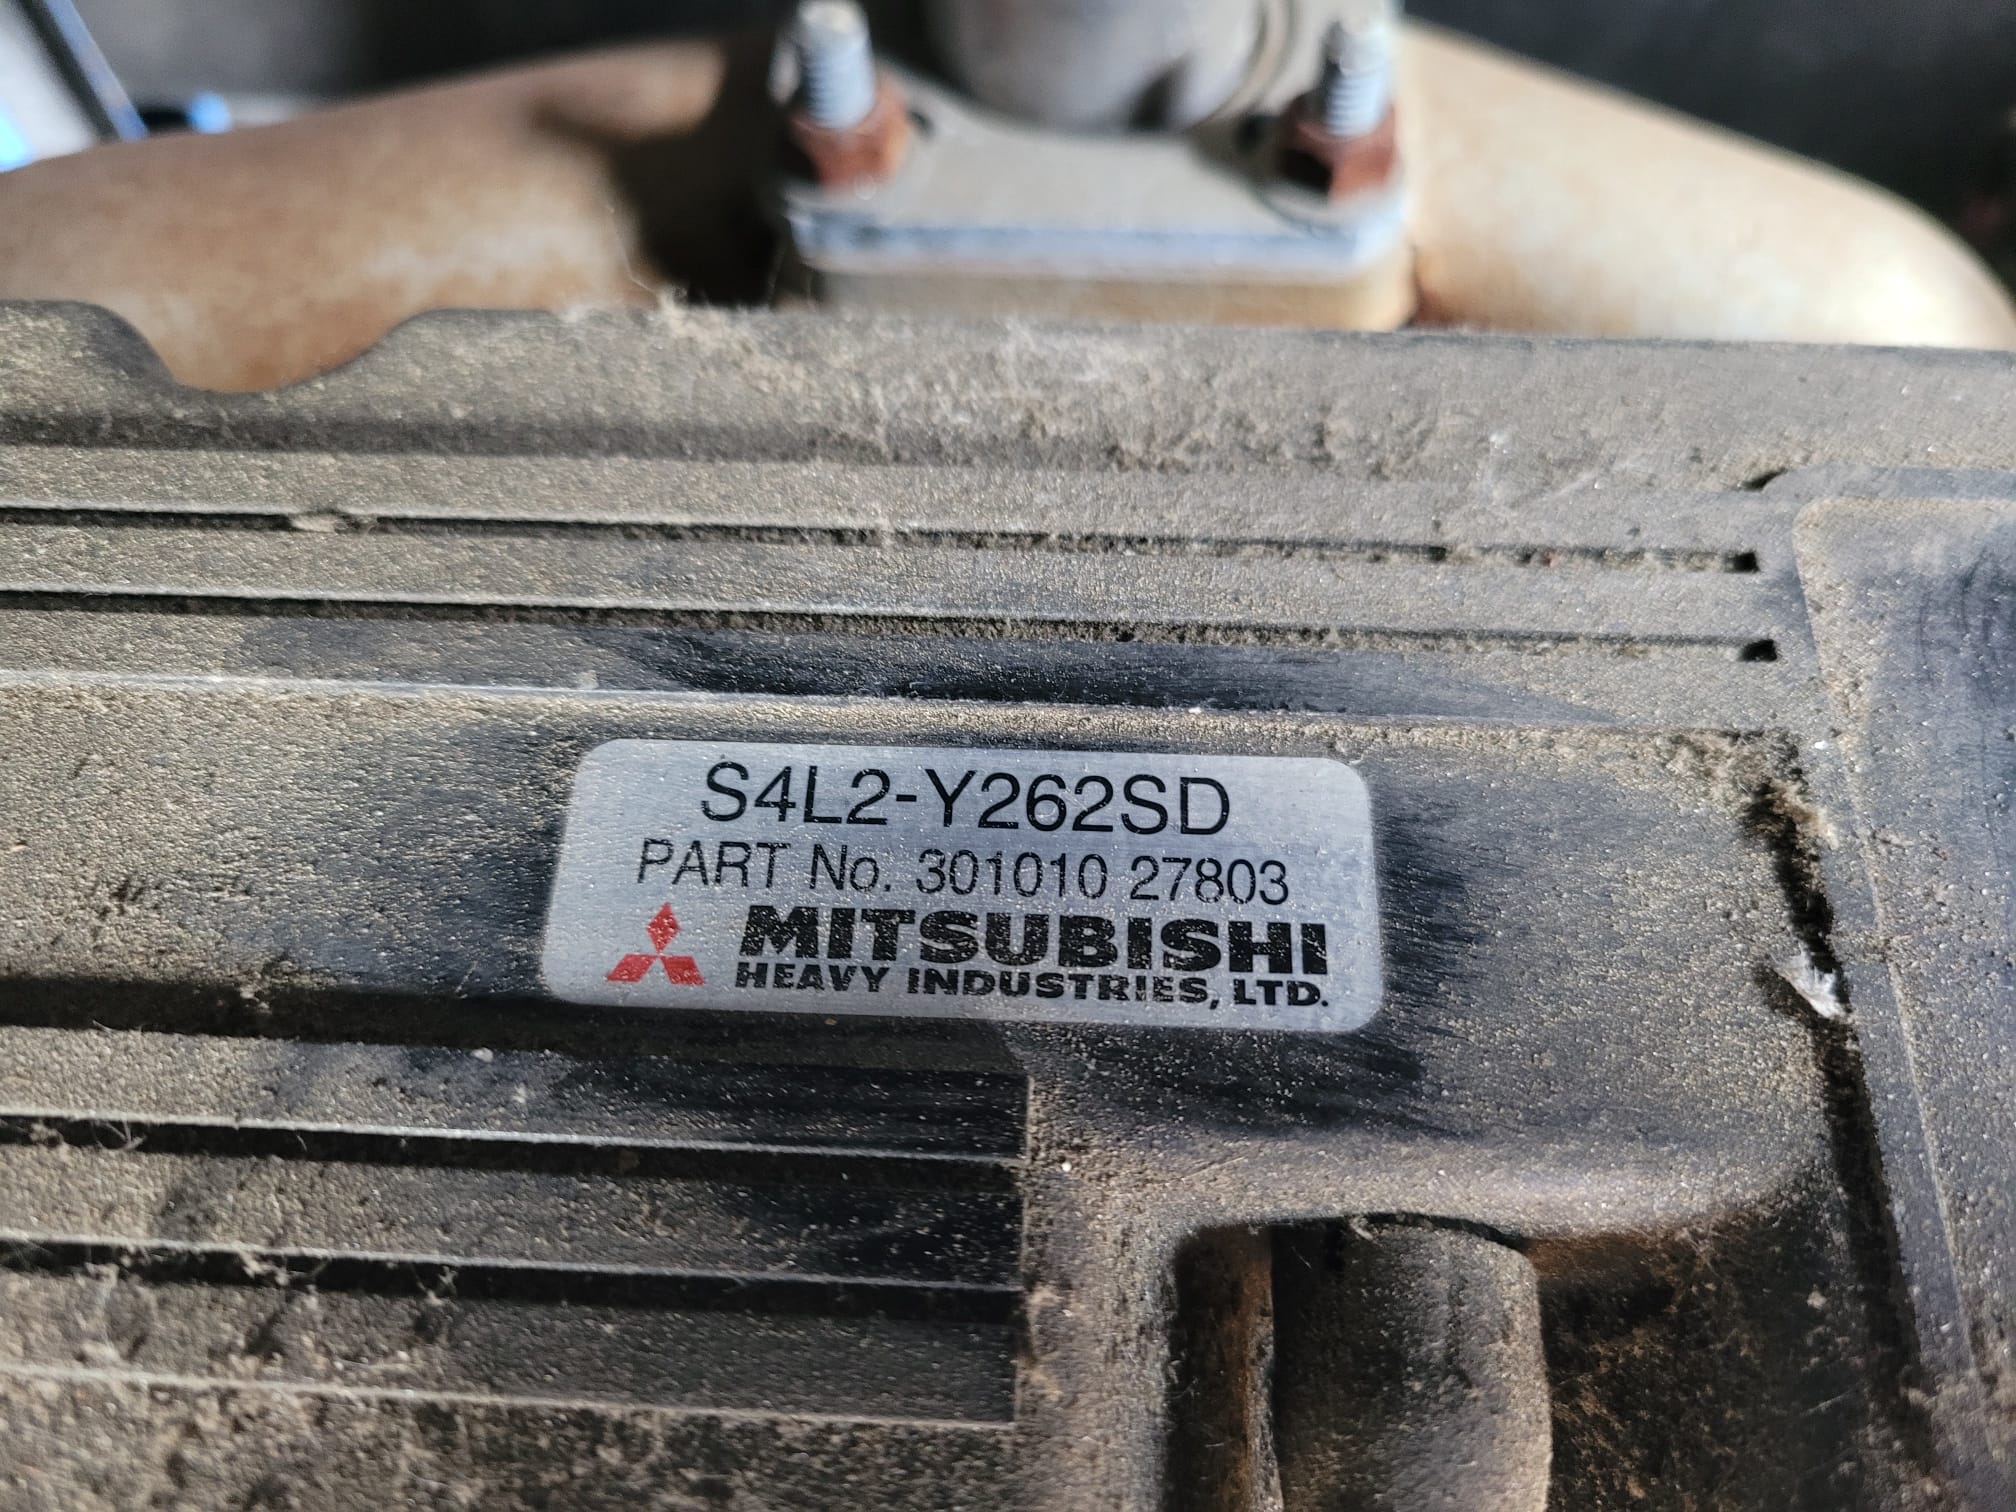 S4L2-Y262SD
PART No. 301010 27803
MITSUBISHI
HEAVY INDUSTRIES, LTD.